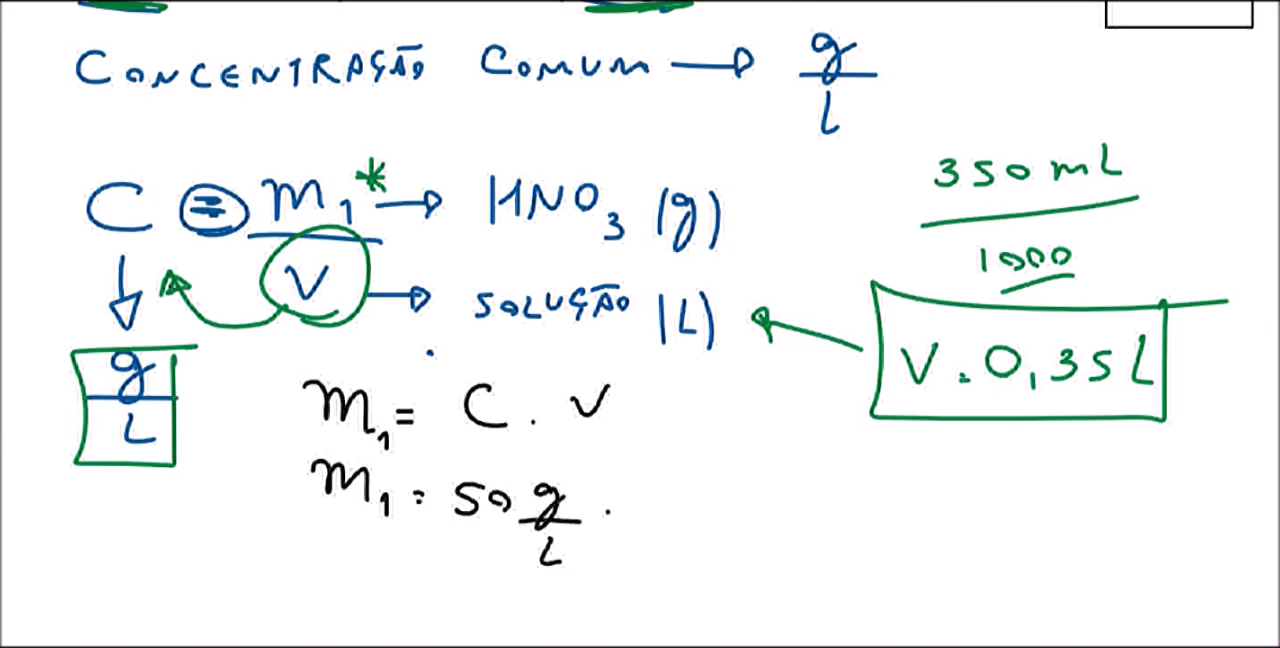 CONCENTRAÇÃO COMUM → g/L
350 mL
1000
C = m₁* → HNO₃ (g)
V → SOLUÇÃO (L)
V = 0,35 L
g/L
m₁ = C . V
m₁ = 50 g/L .